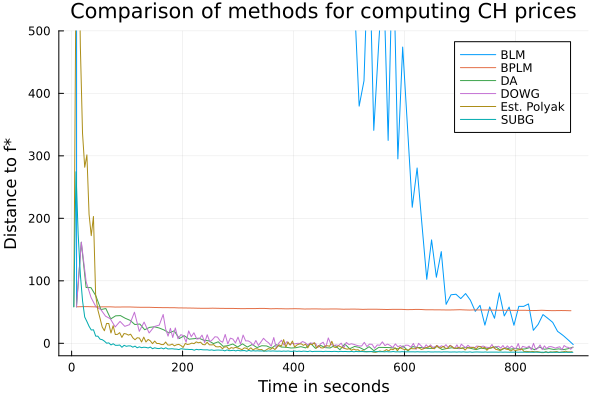 Comparison of methods for computing CH prices
500
400
300
200
100
0
Distance to f*
BLM
BPLM
DA
DOWG
Est. Polyak
SUBG
0
200
400
600
800
Time in seconds